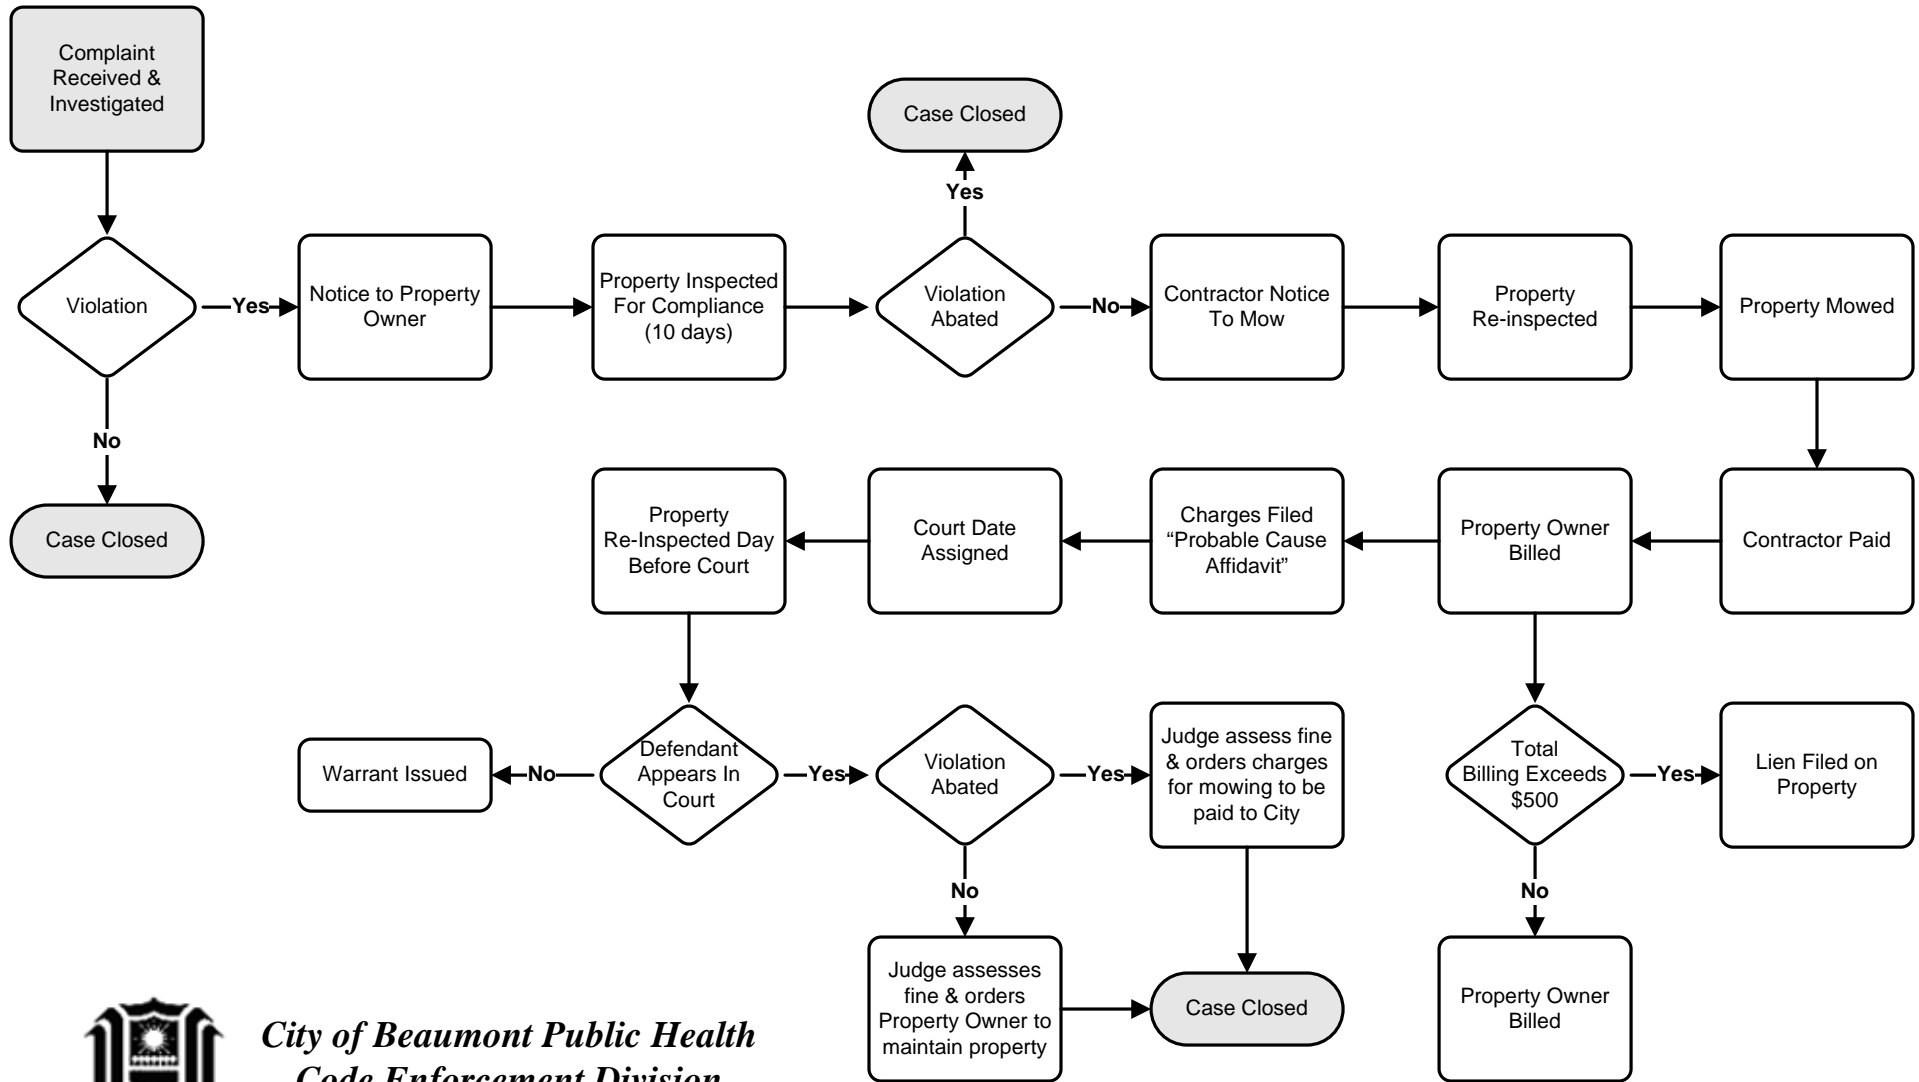 Complaint
Received &
Investigated
Case Closed
Yes
Violation
Yes
Notice to Property
Owner
Property Inspected
For Compliance
(10 days)
Violation
Abated
No
Contractor Notice
To Mow
Property
Re-inspected
Property Mowed
No
Case Closed
Property
Re-Inspected Day
Before Court
Court Date
Assigned
Charges Filed
“Probable Cause
Affidavit”
Property Owner
Billed
Contractor Paid
Warrant Issued
No
Defendant
Appears In
Court
Yes
Violation
Abated
Yes
Judge assess fine
& orders charges
for mowing to be
paid to City
Total
Billing Exceeds
$500
Yes
Lien Filed on
Property
No
No
Judge assesses
fine & orders
Property Owner to
maintain property
Case Closed
Property Owner
Billed
City of Beaumont Public Health
Code Enforcement Division